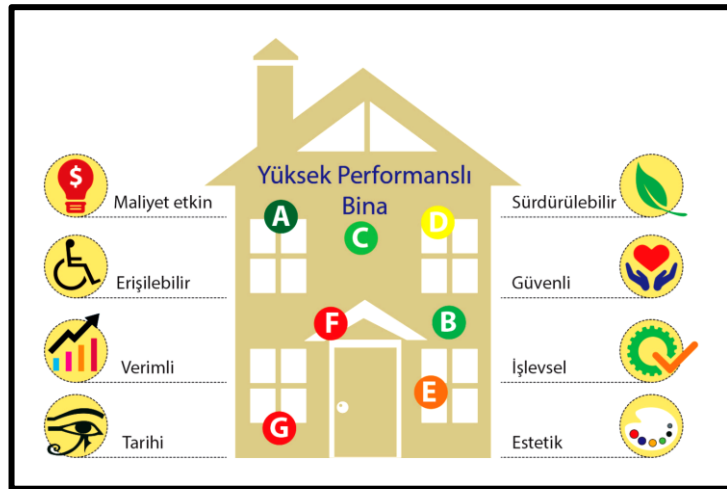 Yüksek Performanslı
Bina
$
Maliyet etkin
Erişilebilir
Verimli
Tarihi
A
C
D
F
B
E
G
Sürdürülebilir
Güvenli
İşlevsel
Estetik